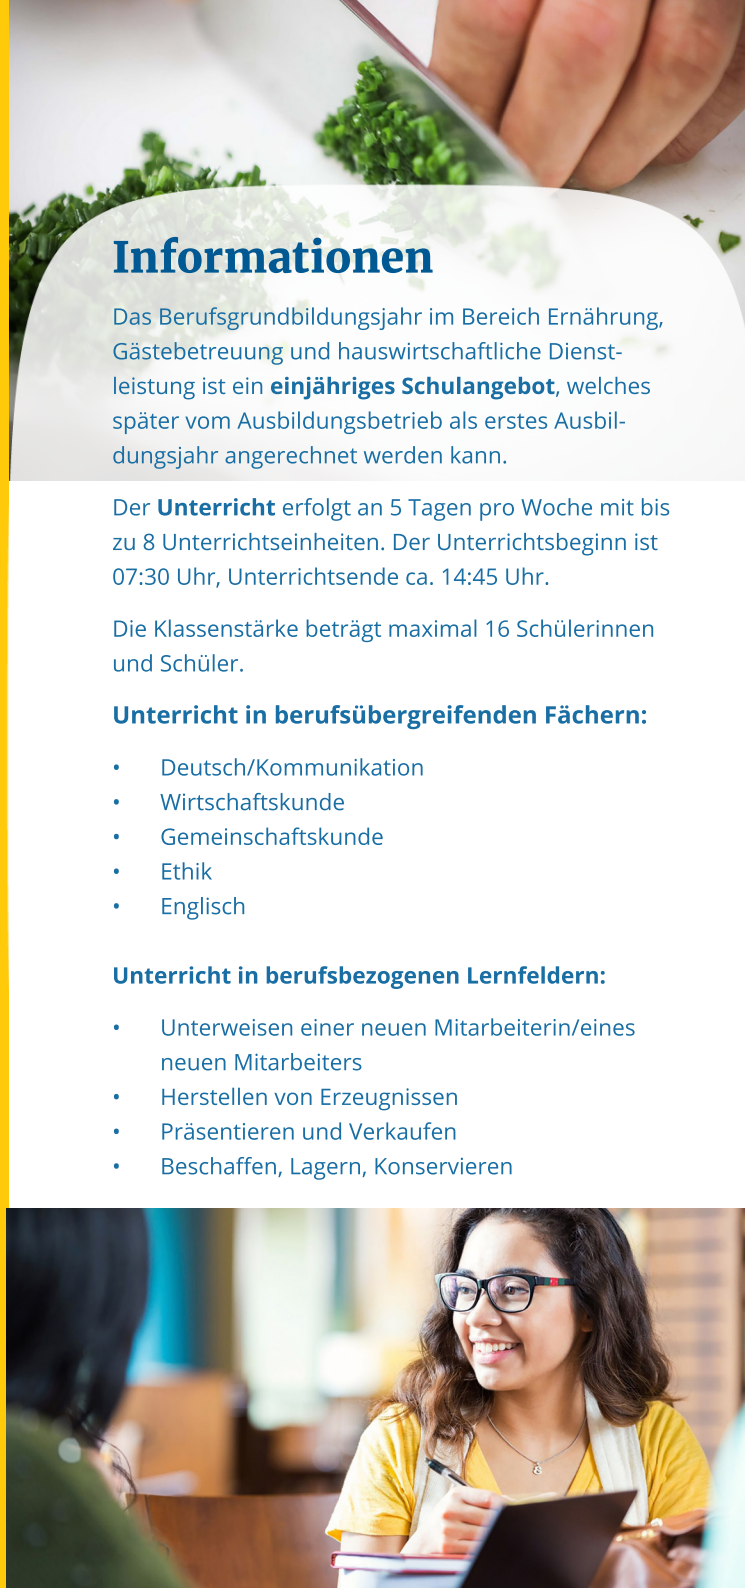 Informationen
Das Berufsgrundbildungsjahr im Bereich Ernährung,
Gästebetreuung und hauswirtschaftliche Dienst-
leistung ist ein einjähriges Schulangebot, welches
später vom Ausbildungsbetrieb als erstes Ausbil-
dungsjahr angerechnet werden kann.
Der Unterricht erfolgt an 5 Tagen pro Woche mit bis
zu 8 Unterrichtseinheiten. Der Unterrichtsbeginn ist
07:30 Uhr, Unterrichtsende ca. 14:45 Uhr.
Die Klassenstärke beträgt maximal 16 Schülerinnen
und Schüler.
Unterricht in berufsübergreifenden Fächern:
• Deutsch/Kommunikation
• Wirtschaftskunde
• Gemeinschaftskunde
• Ethik
• Englisch
Unterricht in berufsbezogenen Lernfeldern:
• Unterweisen einer neuen Mitarbeiterin/eines
neuen Mitarbeiters
• Herstellen von Erzeugnissen
• Präsentieren und Verkaufen
• Beschaffen, Lagern, Konservieren